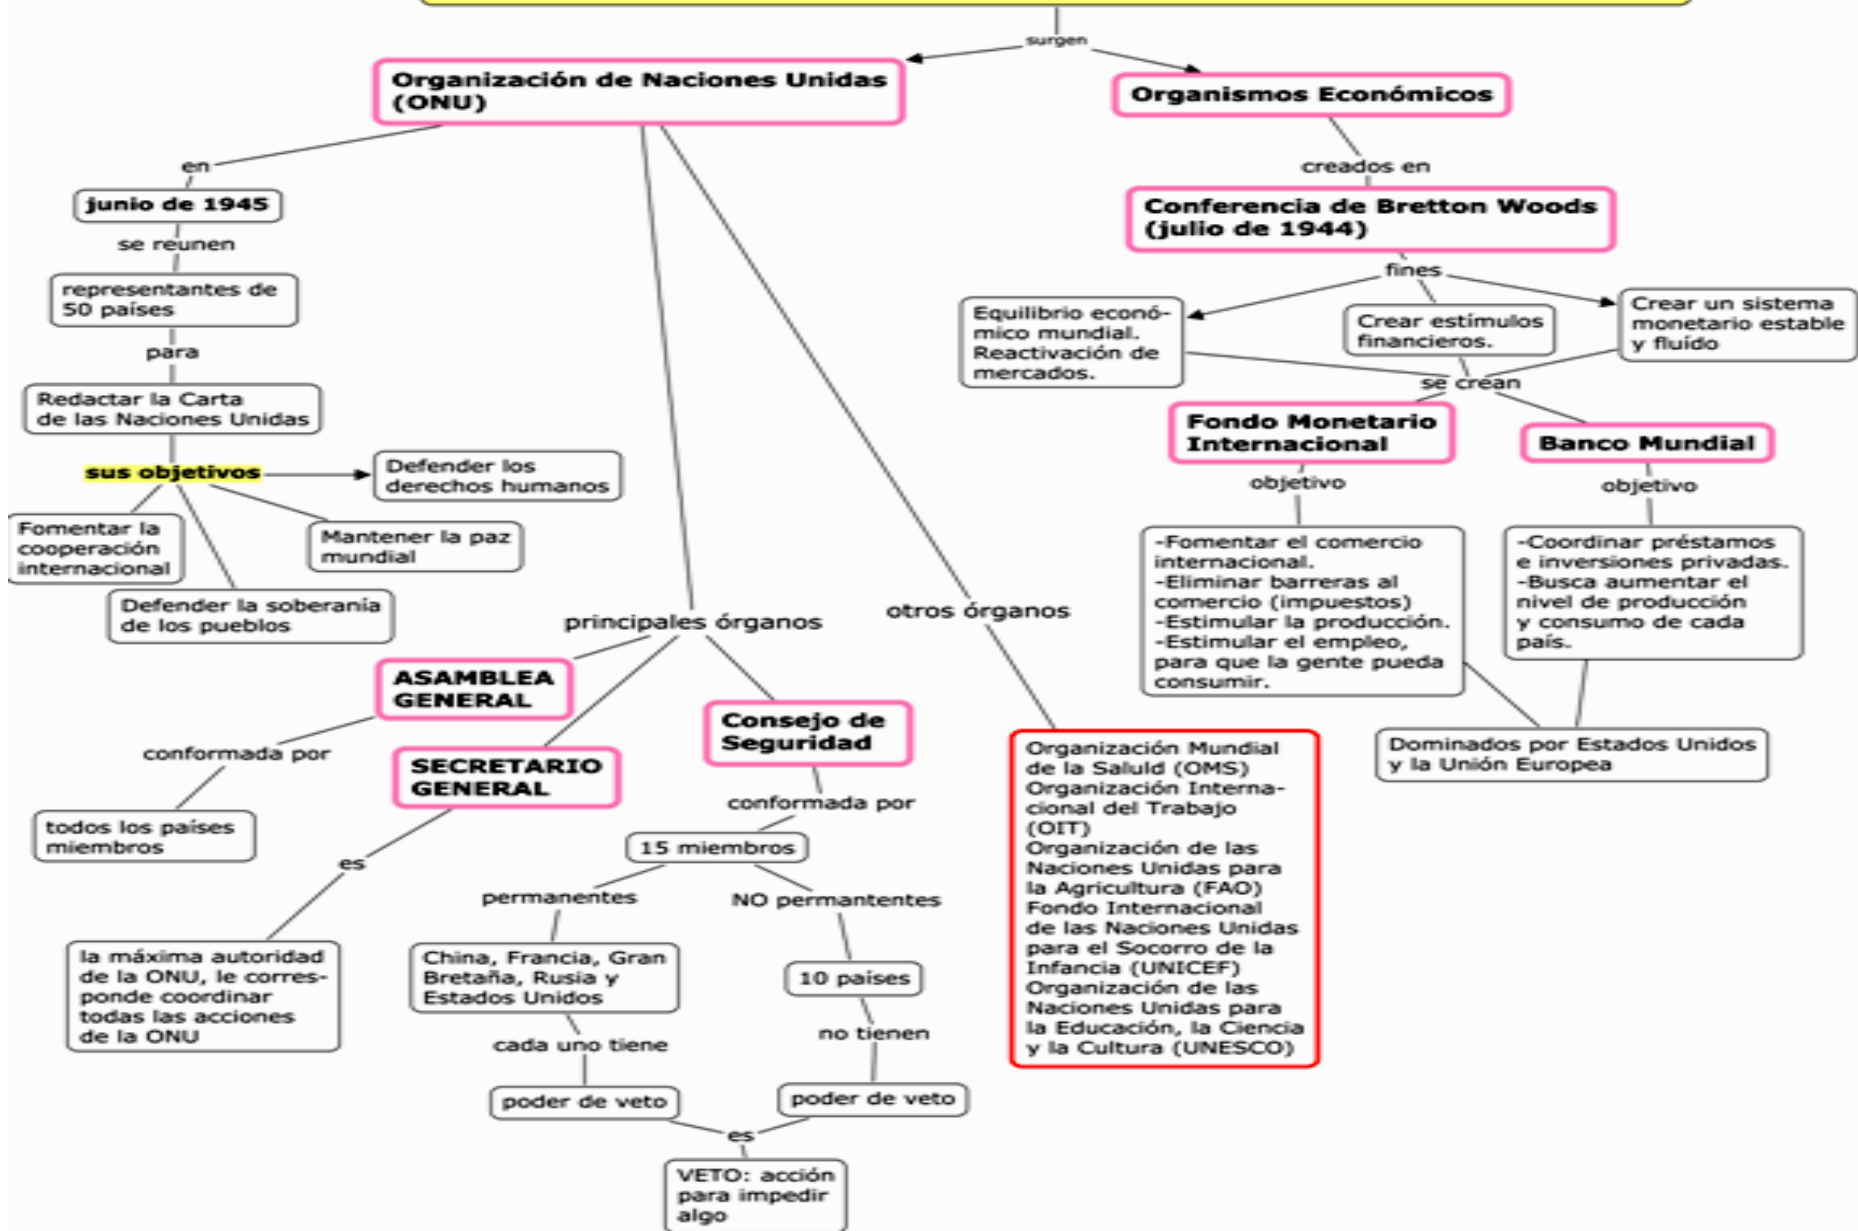 surgen
Organización de Naciones Unidas
(ONU)
Organismos Económicos
en
junio de 1945
se reunen
representantes de
50 países
para
Redactar la Carta
de las Naciones Unidas
sus objetivos
Defender los
derechos humanos
Fomentar la
cooperación
internacional
Mantener la paz
mundial
Defender la soberanía
de los pueblos
principales órganos
ASAMBLEA
GENERAL
conformada por
todos los países
miembros
SECRETARIO
GENERAL
es
la máxima autoridad
de la ONU, le corres-
ponde coordinar
todas las acciones
de la ONU
Consejo de
Seguridad
conformada por
15 miembros
permanentes
China, Francia, Gran
Bretaña, Rusia y
Estados Unidos
cada uno tiene
poder de veto
NO permantentes
10 países
no tienen
poder de veto
es
VETO: acción
para impedir
algo
otros órganos
Organización Mundial
de la Saluld (OMS)
Organización Interna-
cional del Trabajo
(OIT)
Organización de las
Naciones Unidas para
la Agricultura (FAO)
Fondo Internacional
de las Naciones Unidas
para el Socorro de la
Infancia (UNICEF)
Organización de las
Naciones Unidas para
la Educación, la Ciencia
y la Cultura (UNESCO)
creados en
Conferencia de Bretton Woods
(julio de 1944)
fines
Equilibrio econó-
mico mundial.
Reactivación de
mercados.
Crear estímulos
financieros.
Crear un sistema
monetario estable
y fluído
se crean
Fondo Monetario
Internacional
objetivo
-Fomentar el comercio
internacional.
-Eliminar barreras al
comercio (impuestos)
-Estimular la producción.
-Estimular el empleo,
para que la gente pueda
consumir.
Banco Mundial
objetivo
-Coordinar préstamos
e inversiones privadas.
-Busca aumentar el
nivel de producción
y consumo de cada
país.
Dominados por Estados Unidos
y la Unión Europea